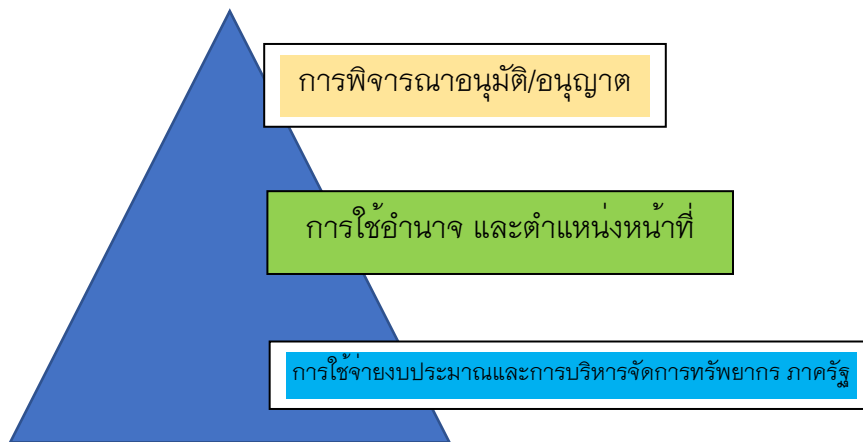 การพิจารณาอนุมัติ/อนุญาต
การใช้อำนาจ และตำแหน่งหน้าที่
การใช้จ่ายงบประมาณและการบริหารจัดการทรัพยากร ภาครัฐ